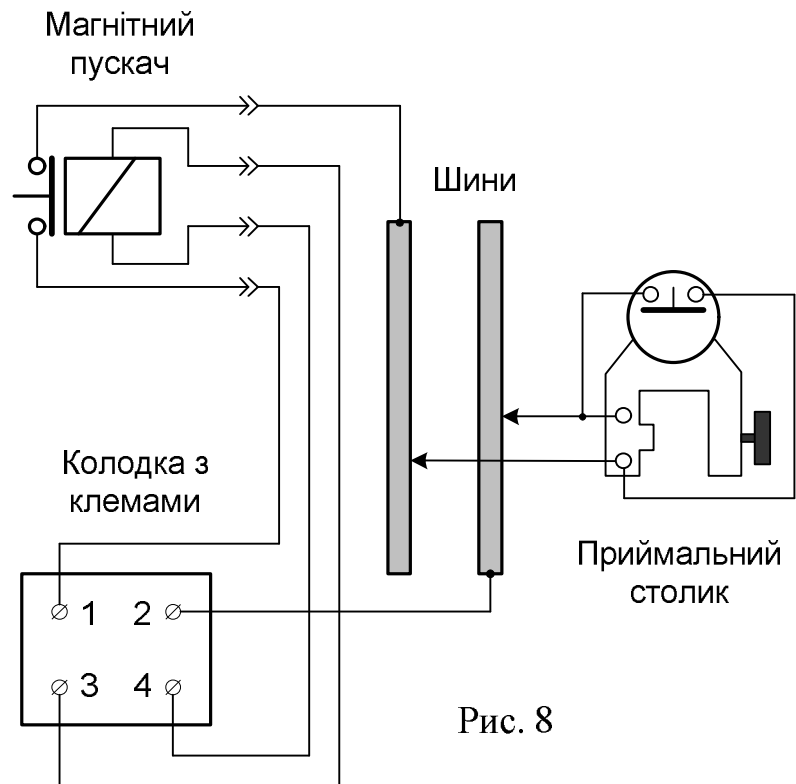 Магнітний
пускач
Шини
Колодка з
клемами
Приймальний
столик
1 2
3 4
Рис. 8